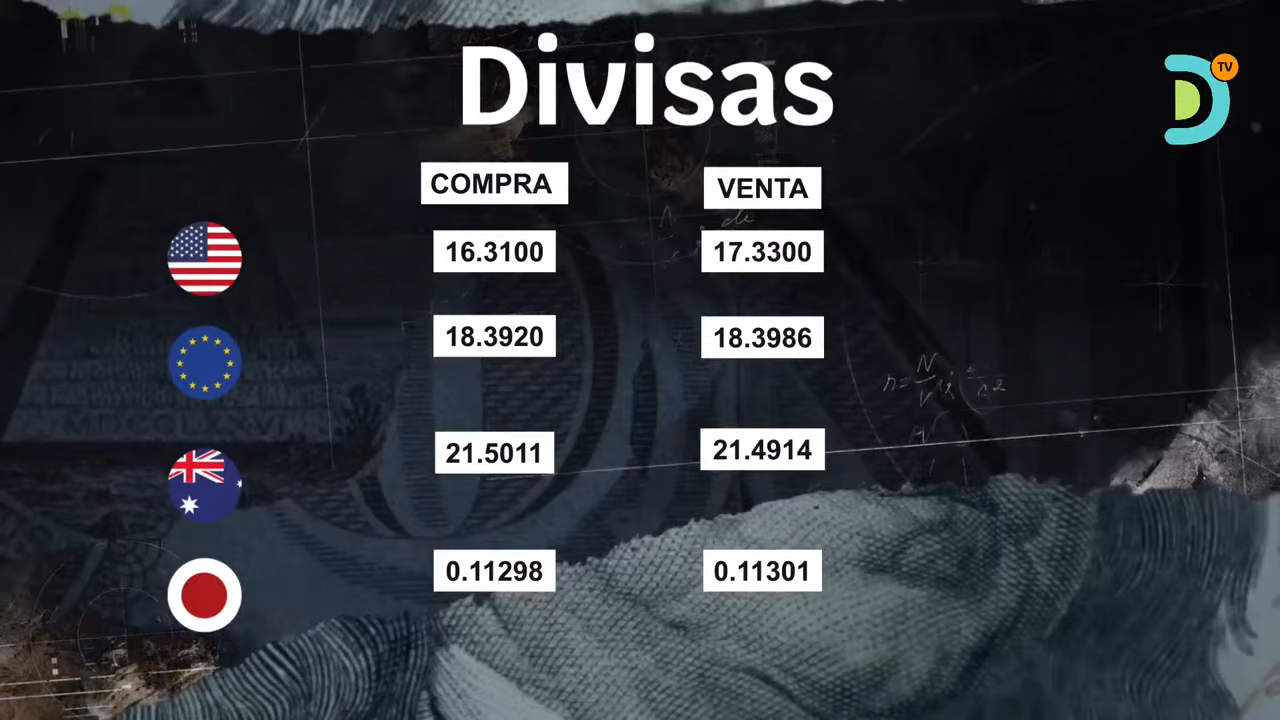 Divisas
TV
COMPRA VENTA
16.3100 17.3300
18.3920 18.3986
21.5011 21.4914
0.11298 0.11301
MDCCLXXVI